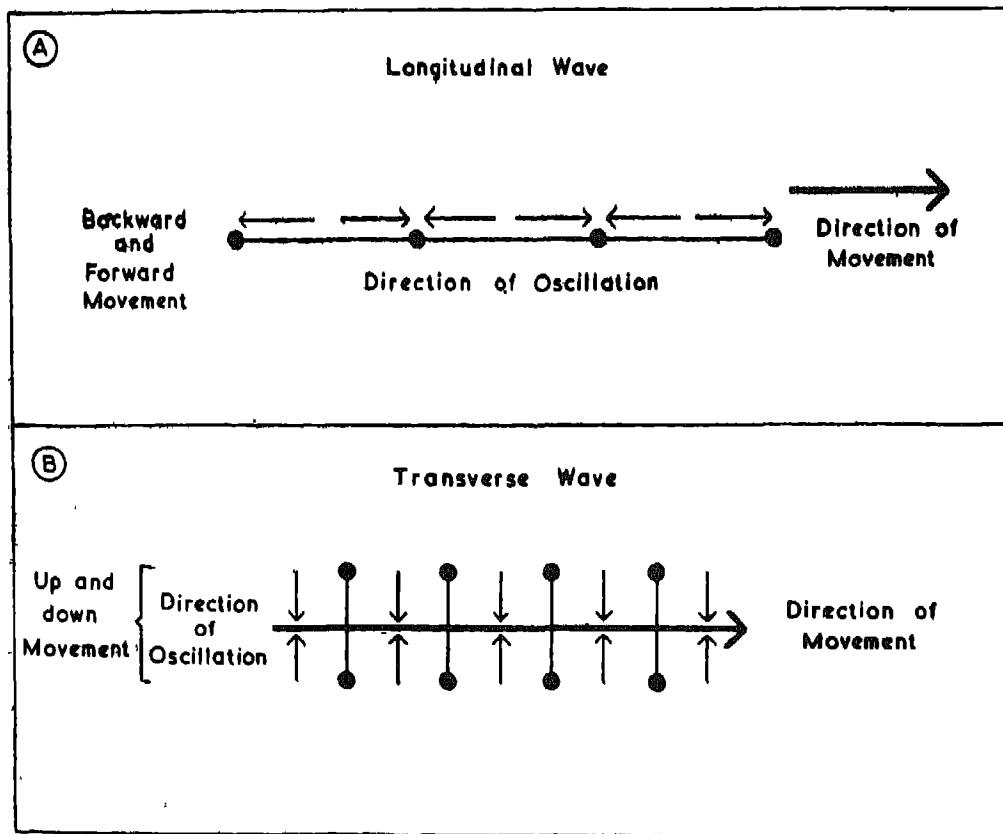 A
Longitudinal Wave
Backward
and
Forward
Movement
Direction of Oscillation
Direction of
Movement
B
Transverse Wave
Up and
down
Movement
Direction
of
Oscillation
Direction of
Movement